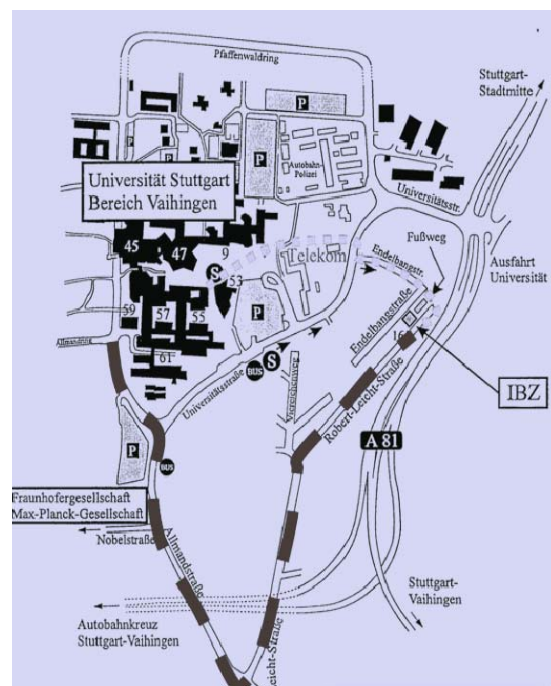 Pfaffenwaldring
Stuttgart-
Stadtmitte
P
P
Autobahn-
Polizei
P
Universität Stuttgart
Bereich Vaihingen
Universitätsstr.
Fußweg
45
47
9
Telekom
Endelbangstr.
S
53
Ausfahrt
Universität
P
Endelbangstraße
59
57
55
16
Allmandring
61
Universitätsstraße
BUS
S
IBZ
Robert-Leicht-Straße
A 81
P
BUS
Fraunhofergesellschaft
Max-Planck-Gesellschaft
Nobelstraße
Allmandstraße
Stuttgart-
Vaihingen
Autobahnkreuz
Stuttgart-Vaihingen
eicht-Straße